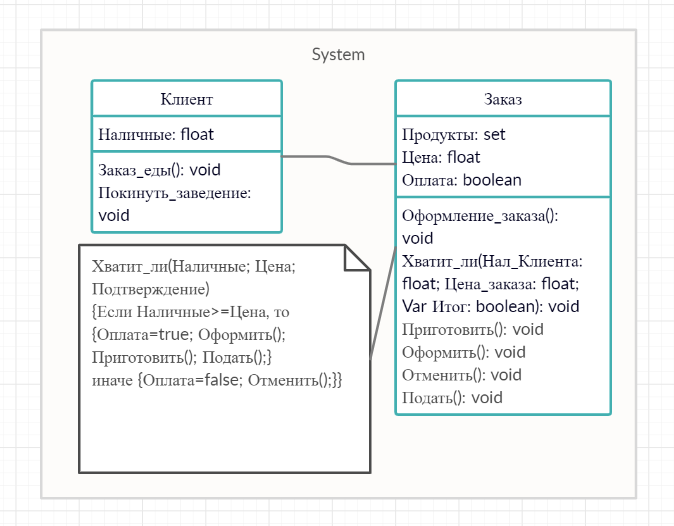 System
Клиент
Наличные: float
Заказ_еды(): void
Покинуть_заведение:
void
Заказ
Продукты: set
Цена: float
Оплата: boolean
Оформление_заказа():
void
Хватит_ли(Нал_Клиента:
float; Цена_заказа: float;
Var Итог: boolean): void
Приготовить(): void
Оформить(): void
Отменить(): void
Подать(): void
Хватит_ли(Наличные; Цена;
Подтверждение)
{Если Наличные>=Цена, то
{Оплата=true; Оформить();
Приготовить(); Подать();}
иначе {Оплата=false; Отменить();}}